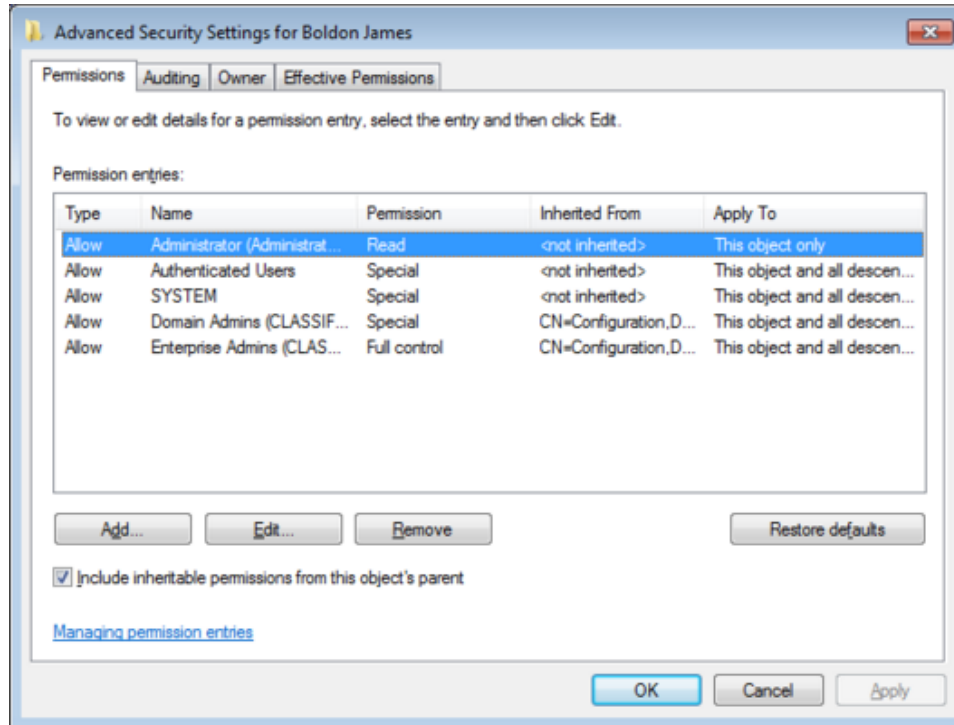 Advanced Security Settings for Boldon James
Permissions Auditing Owner Effective Permissions
To view or edit details for a permission entry, select the entry and then click Edit.
Permission entries:
Type Name Permission Inherited From Apply To
Allow Administrator (Administrat... Read <not inherited> This object only
Allow Authenticated Users Special <not inherited> This object and all descen...
Allow SYSTEM Special <not inherited> This object and all descen...
Allow Domain Admins (CLASSIF... Special CN=Configuration,D... This object and all descen...
Allow Enterprise Admins (CLAS... Full control CN=Configuration,D... This object and all descen...
Add... Edit... Remove Restore defaults
Include inheritable permissions from this object's parent
Managing permission entries
OK Cancel Apply